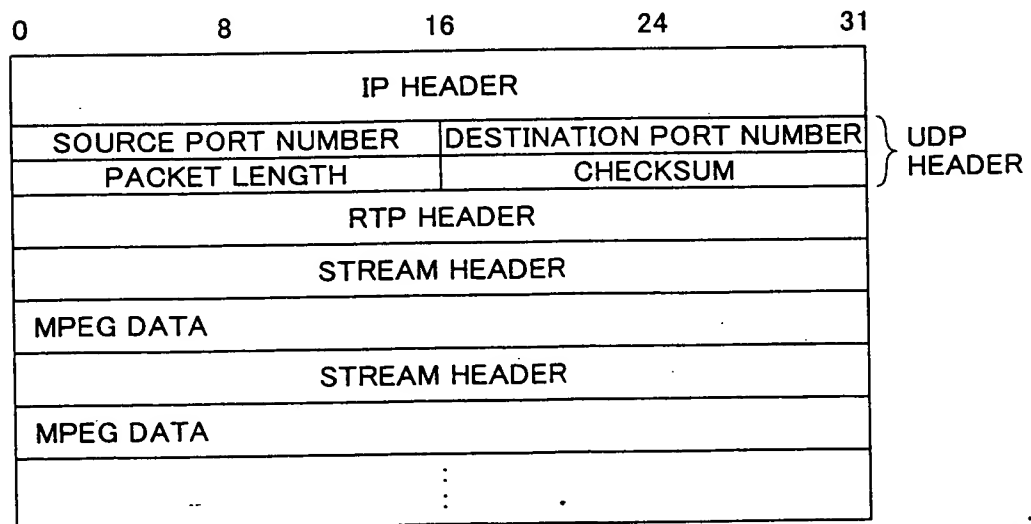 0 8 16 24 31
IP HEADER
SOURCE PORT NUMBER DESTINATION PORT NUMBER
PACKET LENGTH CHECKSUM
UDP
HEADER
RTP HEADER
STREAM HEADER
MPEG DATA
STREAM HEADER
MPEG DATA